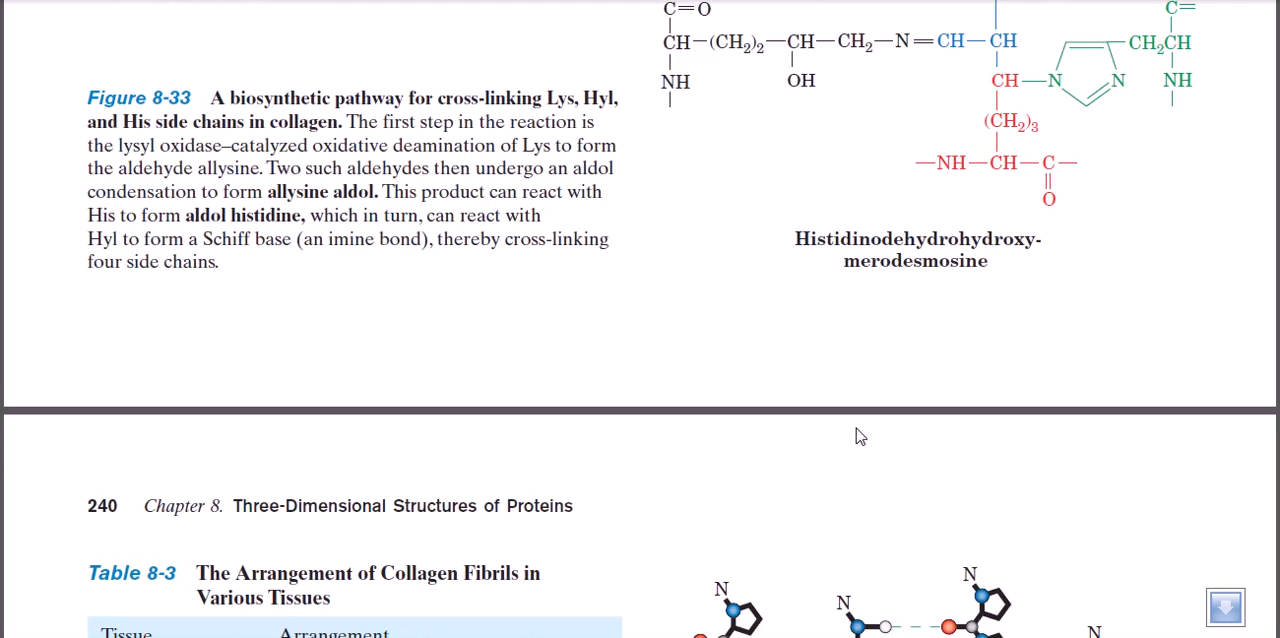 C=O
C=
CH—(CH₂)₂—CH—CH₂—N=CH—CH
CH₂CH
NH
OH
CH—N
N
NH
(CH₂)₃
—NH—CH—C—
O
Histidinodehydrohydroxy-
merodesmosine
Figure 8-33 A biosynthetic pathway for cross-linking Lys, Hyl,
and His side chains in collagen. The first step in the reaction is
the lysyl oxidase–catalyzed oxidative deamination of Lys to form
the aldehyde allysine. Two such aldehydes then undergo an aldol
condensation to form allysine aldol. This product can react with
His to form aldol histidine, which in turn, can react with
Hyl to form a Schiff base (an imine bond), thereby cross-linking
four side chains.
240 Chapter 8. Three-Dimensional Structures of Proteins
Table 8-3 The Arrangement of Collagen Fibrils in
Various Tissues
Tissue Arrangement
N
N
N
N